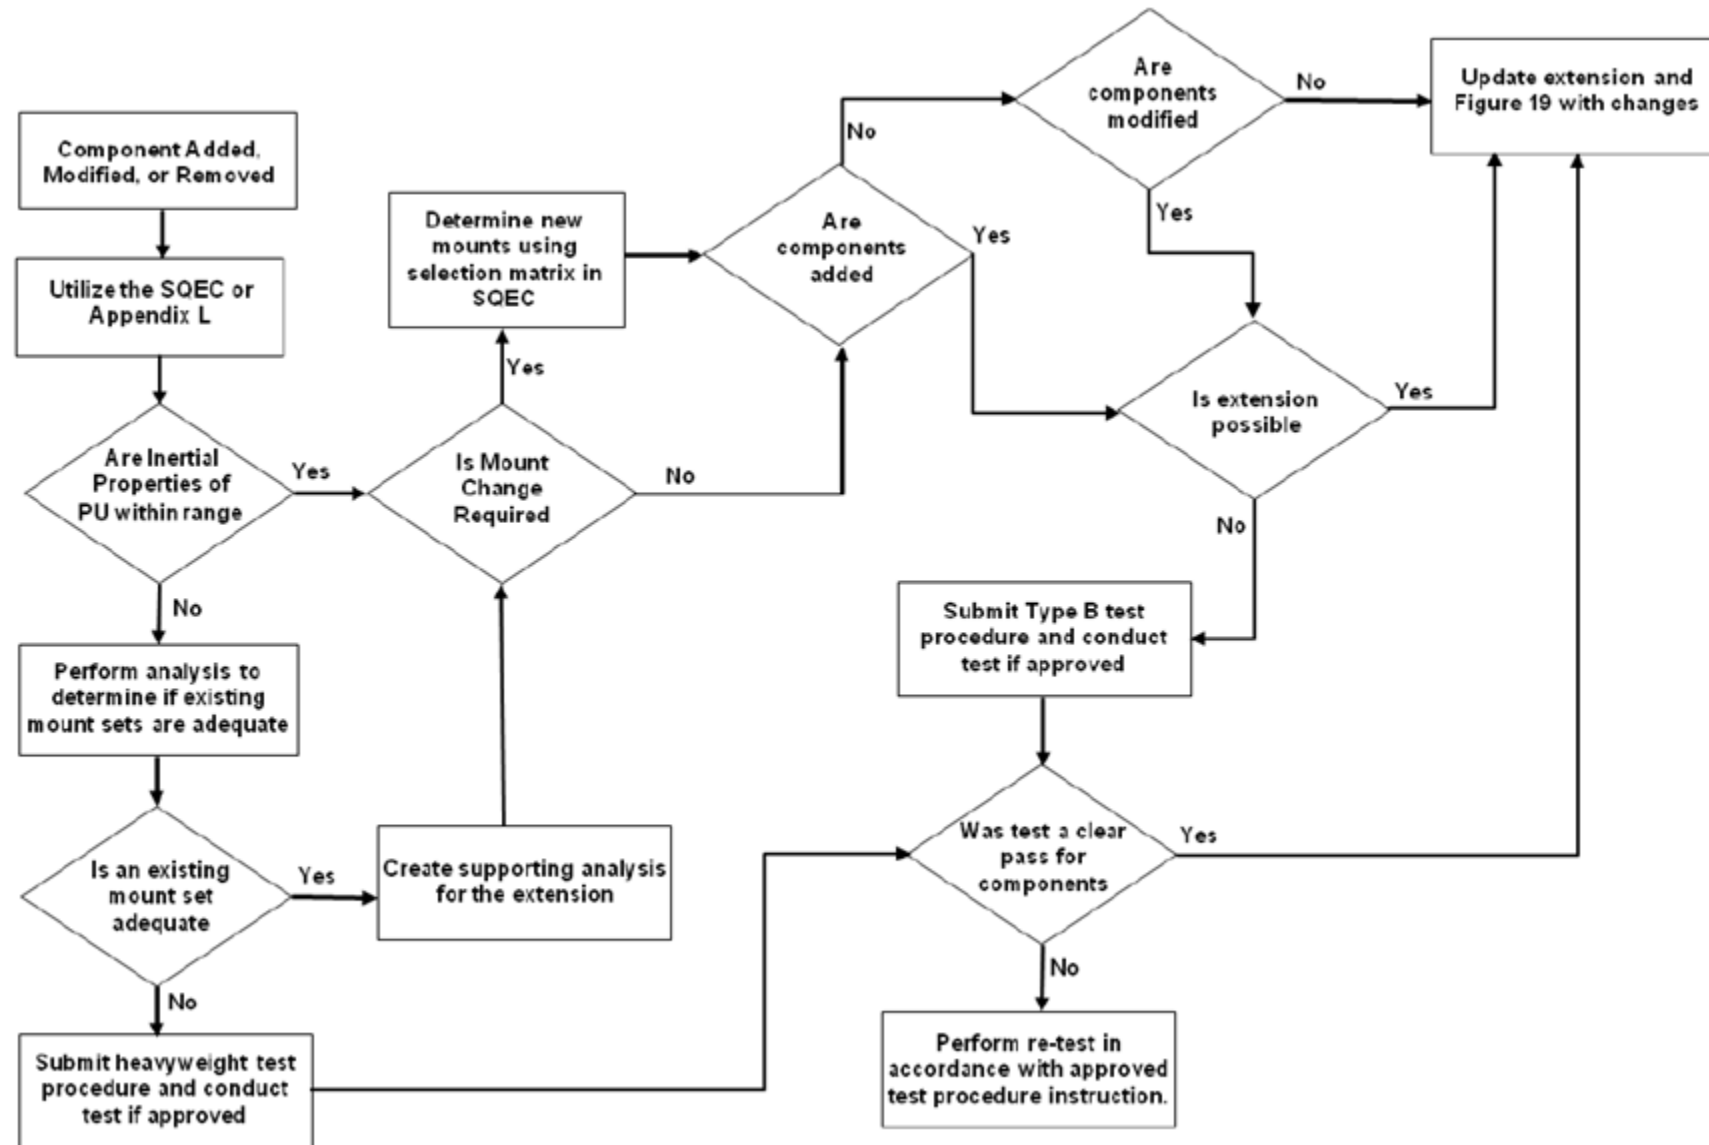 Component Added,
Modified, or Removed
Utilize the SQEC or
Appendix L
Are Inertial
Properties of
PU within range
Yes
No
Perform analysis to
determine if existing
mount sets are adequate
Is an existing
mount set
adequate
Yes
No
Submit heavyweight test
procedure and conduct
test if approved
Create supporting analysis
for the extension
Is Mount
Change
Required
Yes
No
Determine new
mounts using
selection matrix in
SQEC
Are
components
added
No
Yes
Are
components
modified
No
Yes
Update extension and
Figure 19 with changes
Is extension
possible
Yes
No
Submit Type B test
procedure and conduct
test if approved
Was test a clear
pass for
components
Yes
No
Perform re-test in
accordance with approved
test procedure instruction.